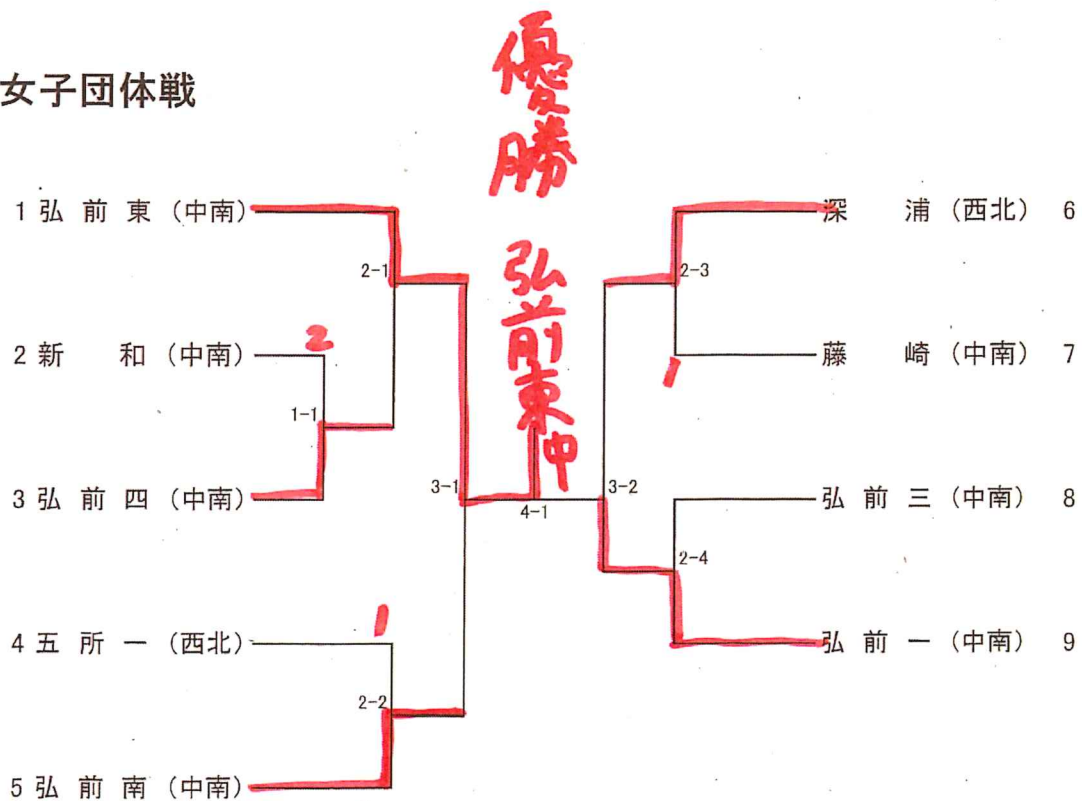 女子団体戦
優勝
弘前東中
1 弘前東 (中南)
2 新和 (中南)
3 弘前四 (中南)
4 五所一 (西北)
5 弘前南 (中南)
深浦 (西北) 6
藤崎 (中南) 7
弘前三 (中南) 8
弘前一 (中南) 9
2-1
2-3
2
1
1-1
3-1
3-2
4-1
2-4
1
2-2